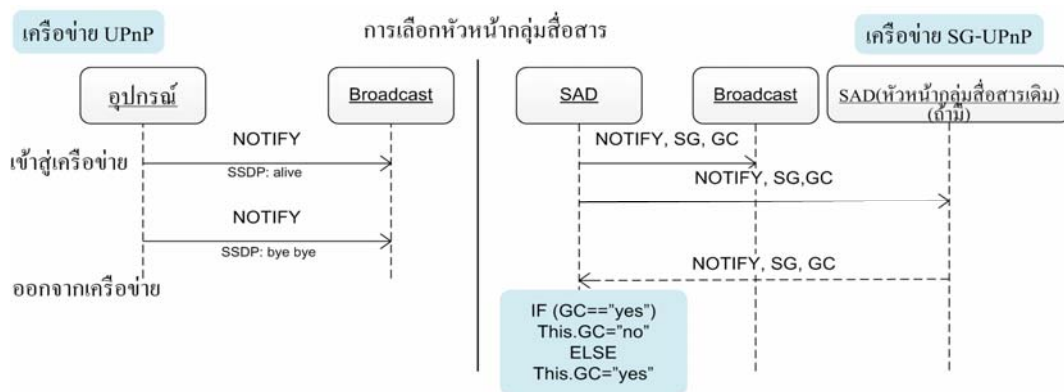 เครือข่าย UPnP
การเลือกหัวหน้ากลุ่มสื่อสาร
เครือข่าย SG-UPnP
อุปกรณ์
Broadcast
SAD
Broadcast
SAD(หัวหน้ากลุ่มสื่อสารเดิม)
(ถ้ามี)
เข้าสู่เครือข่าย
NOTIFY
SSDP: alive
NOTIFY
SSDP: bye bye
ออกจากเครือข่าย
NOTIFY, SG, GC
NOTIFY, SG,GC
NOTIFY, SG, GC
IF (GC=="yes")
This.GC="no"
ELSE
This.GC="yes"